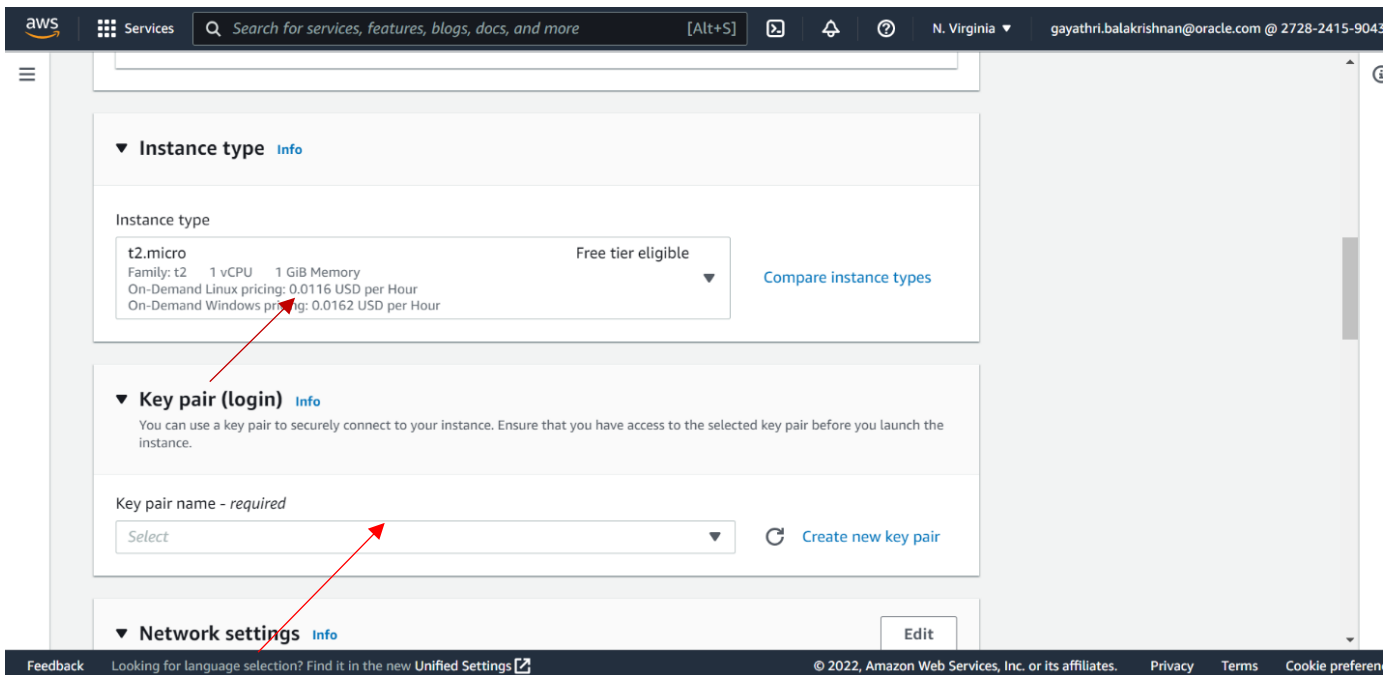 aws Services Search for services, features, blogs, docs, and more [Alt+S] N. Virginia gayathri.balakrishnan@oracle.com @ 2728-2415-9043
Instance type Info
Instance type
t2.micro Free tier eligible
Family: t2 1 vCPU 1 GiB Memory
On-Demand Linux pricing: 0.0116 USD per Hour
On-Demand Windows pricing: 0.0162 USD per Hour
Compare instance types
Key pair (login) Info
You can use a key pair to securely connect to your instance. Ensure that you have access to the selected key pair before you launch the
instance.
Key pair name - required
Select Create new key pair
Network settings Info Edit
Feedback Looking for language selection? Find it in the new Unified Settings © 2022, Amazon Web Services, Inc. or its affiliates. Privacy Terms Cookie preferen